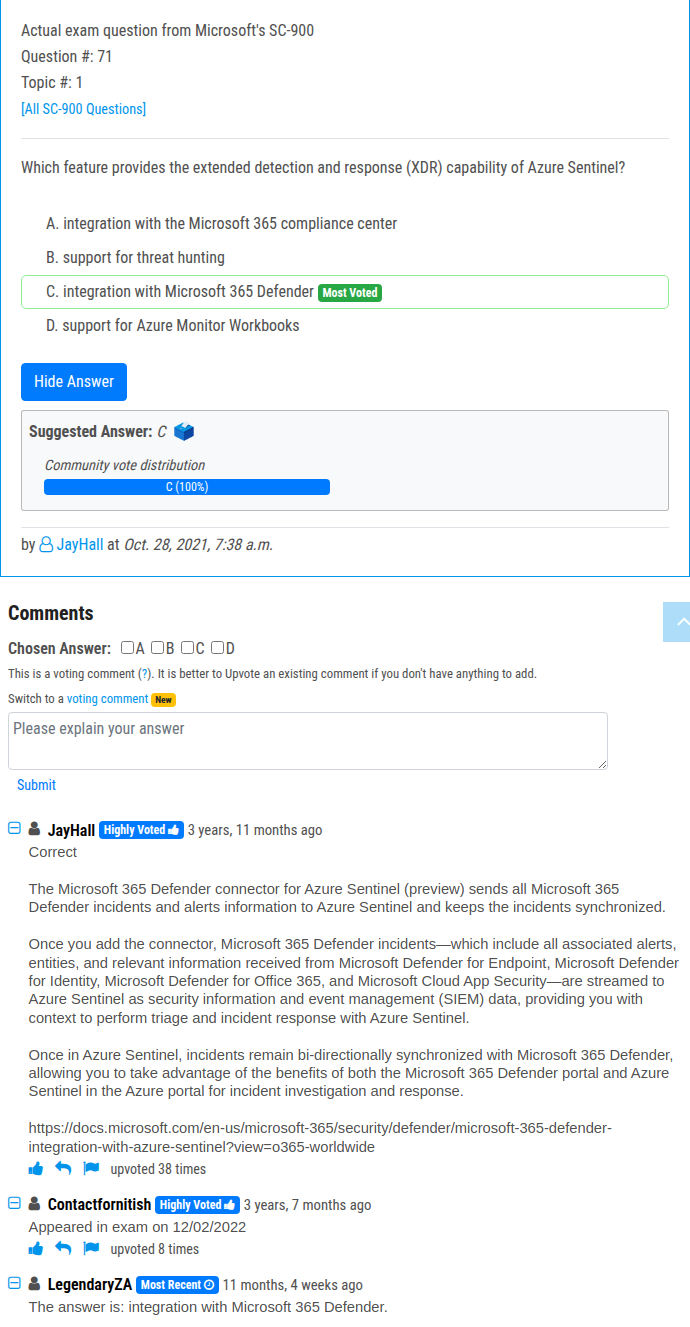 Actual exam question from Microsoft's SC-900
Question #: 71
Topic #: 1
[All SC-900 Questions]
Which feature provides the extended detection and response (XDR) capability of Azure Sentinel?
A. integration with the Microsoft 365 compliance center
B. support for threat hunting
C. integration with Microsoft 365 Defender Most Voted
D. support for Azure Monitor Workbooks
Hide Answer
Suggested Answer: C
Community vote distribution
C (100%)
by JayHall at Oct. 28, 2021, 7:38 a.m.
Comments
Chosen Answer: A B C D
This is a voting comment (?). It is better to Upvote an existing comment if you don't have anything to add.
Switch to a voting comment New
Please explain your answer
Submit
JayHall Highly Voted 3 years, 11 months ago
Correct
The Microsoft 365 Defender connector for Azure Sentinel (preview) sends all Microsoft 365
Defender incidents and alerts information to Azure Sentinel and keeps the incidents synchronized.
Once you add the connector, Microsoft 365 Defender incidents—which include all associated alerts,
entities, and relevant information received from Microsoft Defender for Endpoint, Microsoft Defender
for Identity, Microsoft Defender for Office 365, and Microsoft Cloud App Security—are streamed to
Azure Sentinel as security information and event management (SIEM) data, providing you with
context to perform triage and incident response with Azure Sentinel.
Once in Azure Sentinel, incidents remain bi-directionally synchronized with Microsoft 365 Defender,
allowing you to take advantage of the benefits of both the Microsoft 365 Defender portal and Azure
Sentinel in the Azure portal for incident investigation and response.
https://docs.microsoft.com/en-us/microsoft-365/security/defender/microsoft-365-defender-
integration-with-azure-sentinel?view=o365-worldwide
upvoted 38 times
Contactfornitish Highly Voted 3 years, 7 months ago
Appeared in exam on 12/02/2022
upvoted 8 times
LegendaryZA Most Recent 11 months, 4 weeks ago
The answer is: integration with Microsoft 365 Defender.